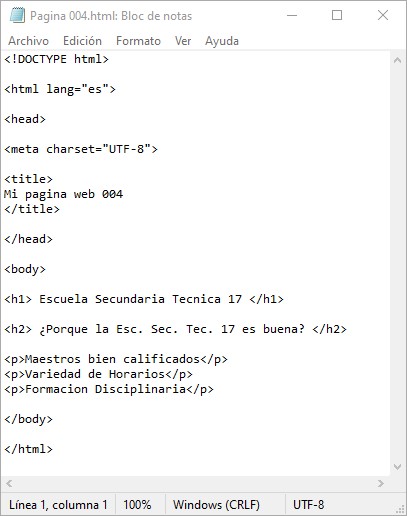 Pagina 004.html: Bloc de notas
Archivo Edición Formato Ver Ayuda
<!DOCTYPE html>
<html lang="es">
<head>
<meta charset="UTF-8">
<title>
Mi pagina web 004
</title>
</head>
<body>
<h1> Escuela Secundaria Tecnica 17 </h1>
<h2> ¿Porque la Esc. Sec. Tec. 17 es buena? </h2>
<p>Maestros bien calificados</p>
<p>Variedad de Horarios</p>
<p>Formacion Disciplinaria</p>
</body>
</html>
Línea 1, columna 1 100% Windows (CRLF) UTF-8